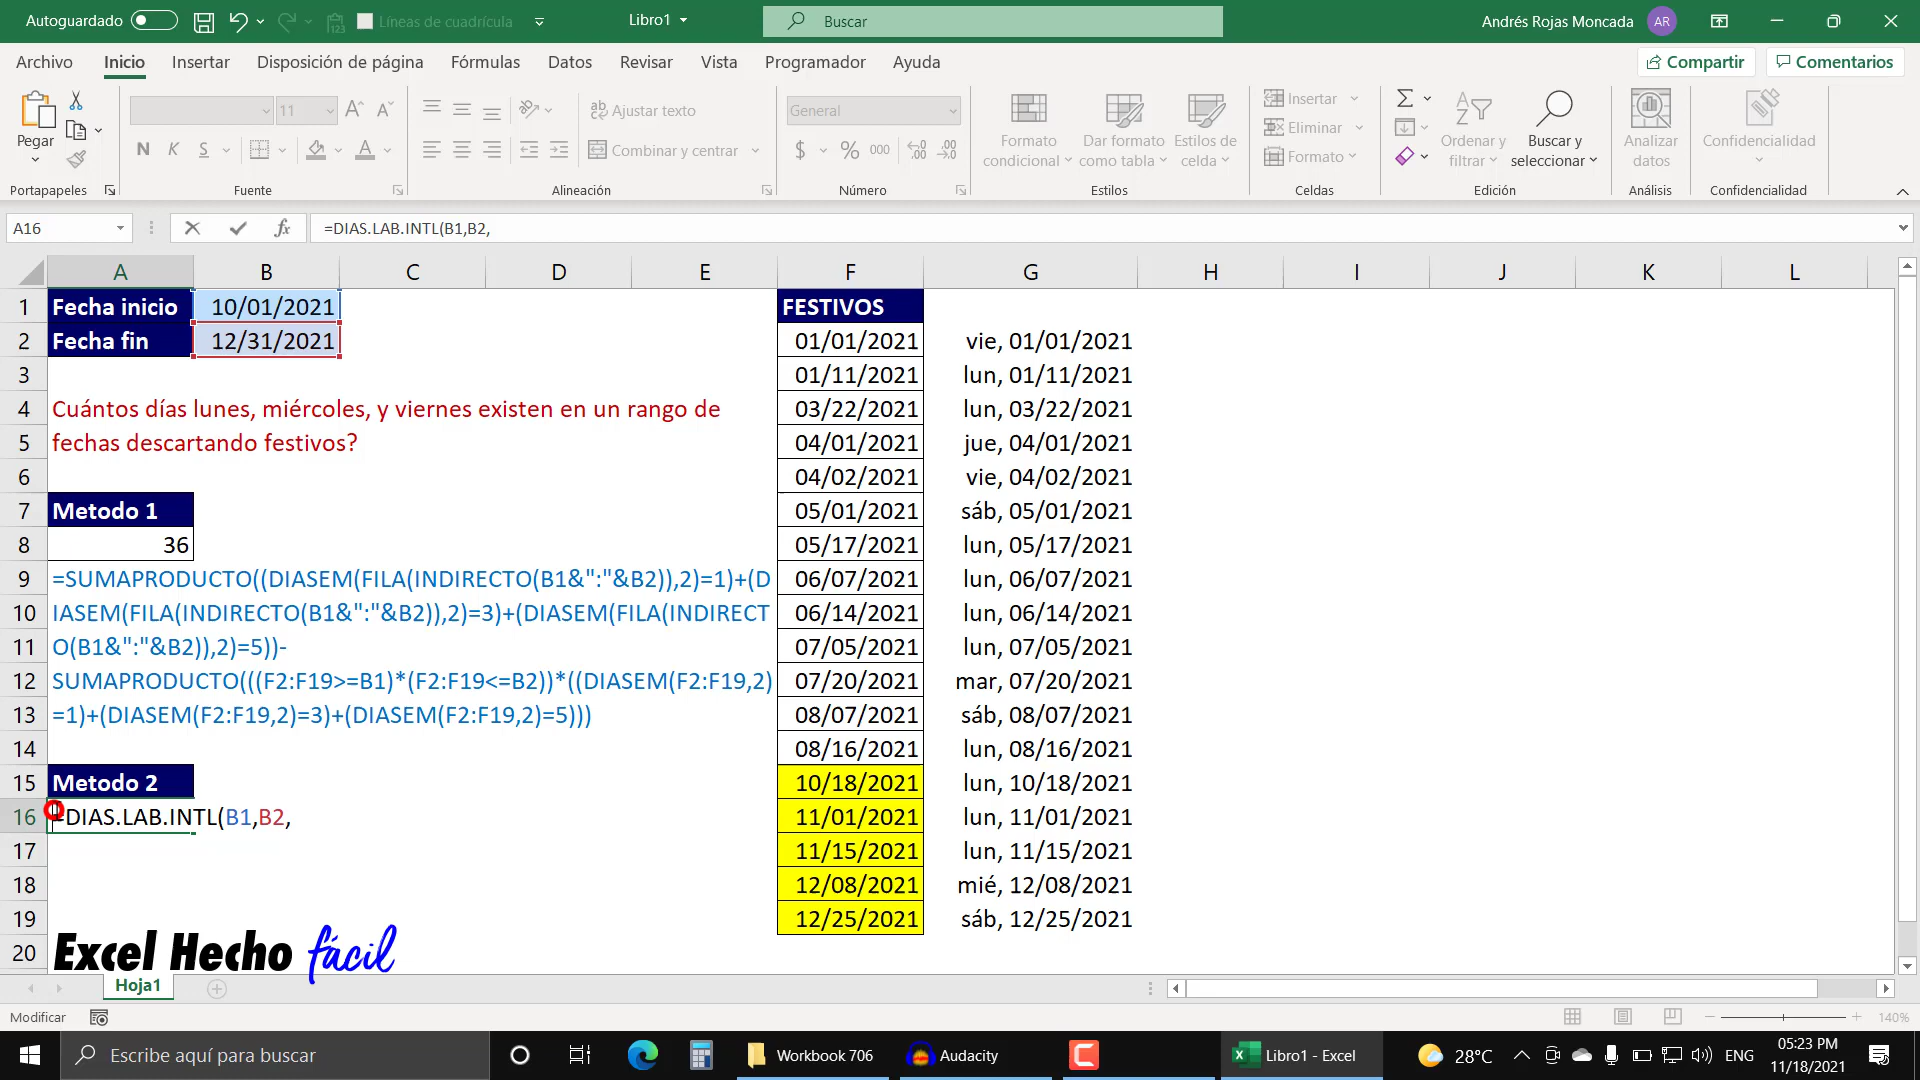 Autoguardado
Líneas de cuadrícula
Libro1
Buscar
Andrés Rojas Moncada
AR
Archivo Inicio Insertar Disposición de página Fórmulas Datos Revisar Vista Programador Ayuda
Compartir
Comentarios
Pegar
Portapapeles
11
N K S
Fuente
Ajustar texto
Combinar y centrar
Alineación
General
$ % 000
Número
Formato condicional
Dar formato como tabla
Estilos de celda
Estilos
Insertar
Eliminar
Formato
Celdas
Ordenar y filtrar
Buscar y seleccionar
Edición
Analizar datos
Análisis
Confidencialidad
Confidencialidad
A16
fx
=DIAS.LAB.INTL(B1,B2,
A B C D E F G H I J K L
1 Fecha inicio 10/01/2021 FESTIVOS
2 Fecha fin 12/31/2021 01/01/2021 vie, 01/01/2021
3 01/11/2021 lun, 01/11/2021
4 Cuántos días lunes, miércoles, y viernes existen en un rango de 03/22/2021 lun, 03/22/2021
5 fechas descartando festivos? 04/01/2021 jue, 04/01/2021
6 04/02/2021 vie, 04/02/2021
7 Metodo 1 05/01/2021 sáb, 05/01/2021
8 36 05/17/2021 lun, 05/17/2021
9 =SUMAPRODUCTO((DIASEM(FILA(INDIRECTO(B1&":"&B2)),2)=1)+(D 06/07/2021 lun, 06/07/2021
10 IASEM(FILA(INDIRECTO(B1&":"&B2)),2)=3)+(DIASEM(FILA(INDIRECT 06/14/2021 lun, 06/14/2021
11 O(B1&":"&B2)),2)=5))- 07/05/2021 lun, 07/05/2021
12 SUMAPRODUCTO(((F2:F19>=B1)*(F2:F19<=B2))*((DIASEM(F2:F19,2) 07/20/2021 mar, 07/20/2021
13 =1)+(DIASEM(F2:F19,2)=3)+(DIASEM(F2:F19,2)=5))) 08/07/2021 sáb, 08/07/2021
14 08/16/2021 lun, 08/16/2021
15 Metodo 2 10/18/2021 lun, 10/18/2021
16 =DIAS.LAB.INTL(B1,B2, 11/01/2021 lun, 11/01/2021
17 11/15/2021 lun, 11/15/2021
18 12/08/2021 mié, 12/08/2021
19 12/25/2021 sáb, 12/25/2021
20 Excel Hecho fácil
Hoja1
Modificar
140%
Escribe aquí para buscar
Workbook 706
Audacity
Libro1 - Excel
28°C
ENG
05:23 PM
11/18/2021